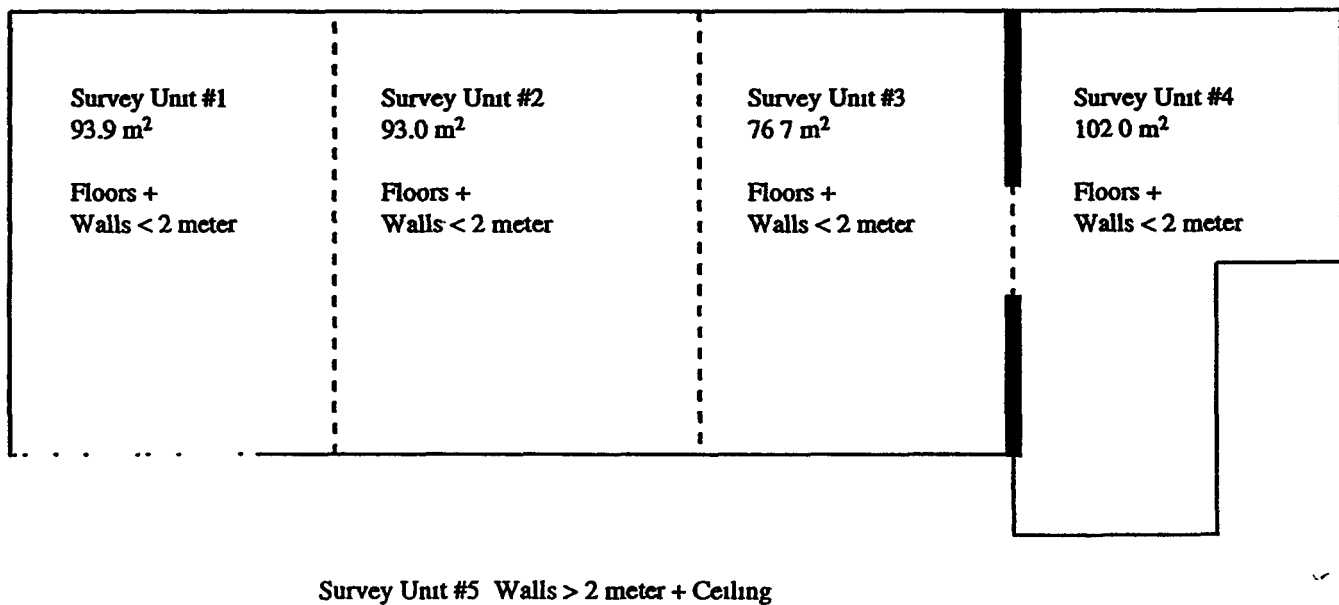 Survey Unit #1
93.9 m²
Floors +
Walls < 2 meter
Survey Unit #2
93.0 m²
Floors +
Walls < 2 meter
Survey Unit #3
76 7 m²
Floors +
Walls < 2 meter
Survey Unit #4
102 0 m²
Floors +
Walls < 2 meter
Survey Unit #5 Walls > 2 meter + Ceiling